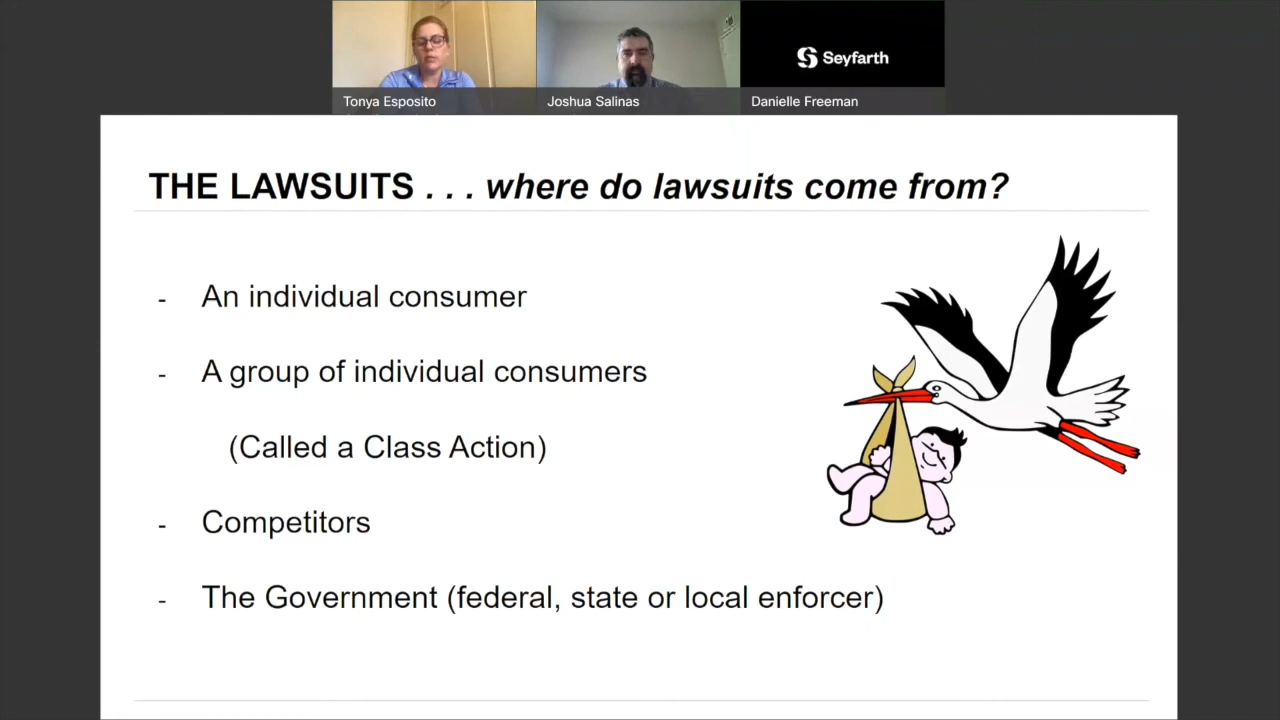 Seyfarth
Tonya Esposito
Joshua Salinas
Danielle Freeman
THE LAWSUITS . . . where do lawsuits come from?
- An individual consumer
- A group of individual consumers
(Called a Class Action)
- Competitors
- The Government (federal, state or local enforcer)